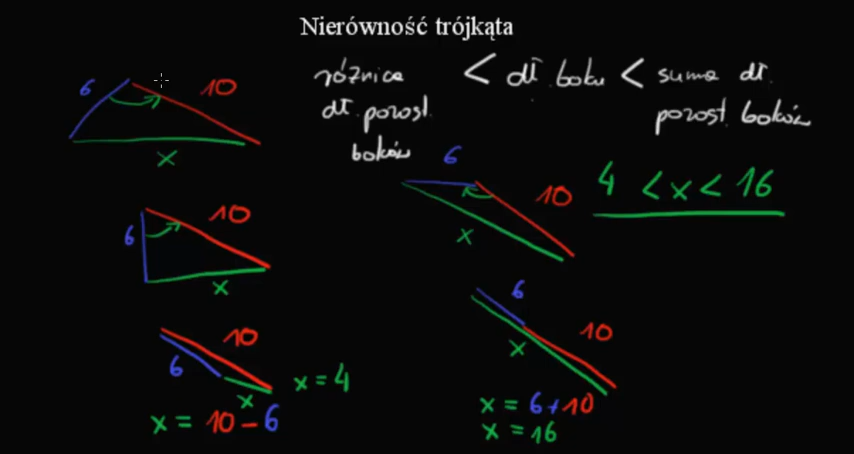 Nierówność trójkąta
różnica < dł. boku < suma dł.
dł. pozost. pozost. boków
boków
6 10
x
6 10
x
4 < x < 16
6 10
x
10
6
x
x = 4
x = 10 - 6
6
10
x
x = 6 + 10
x = 16